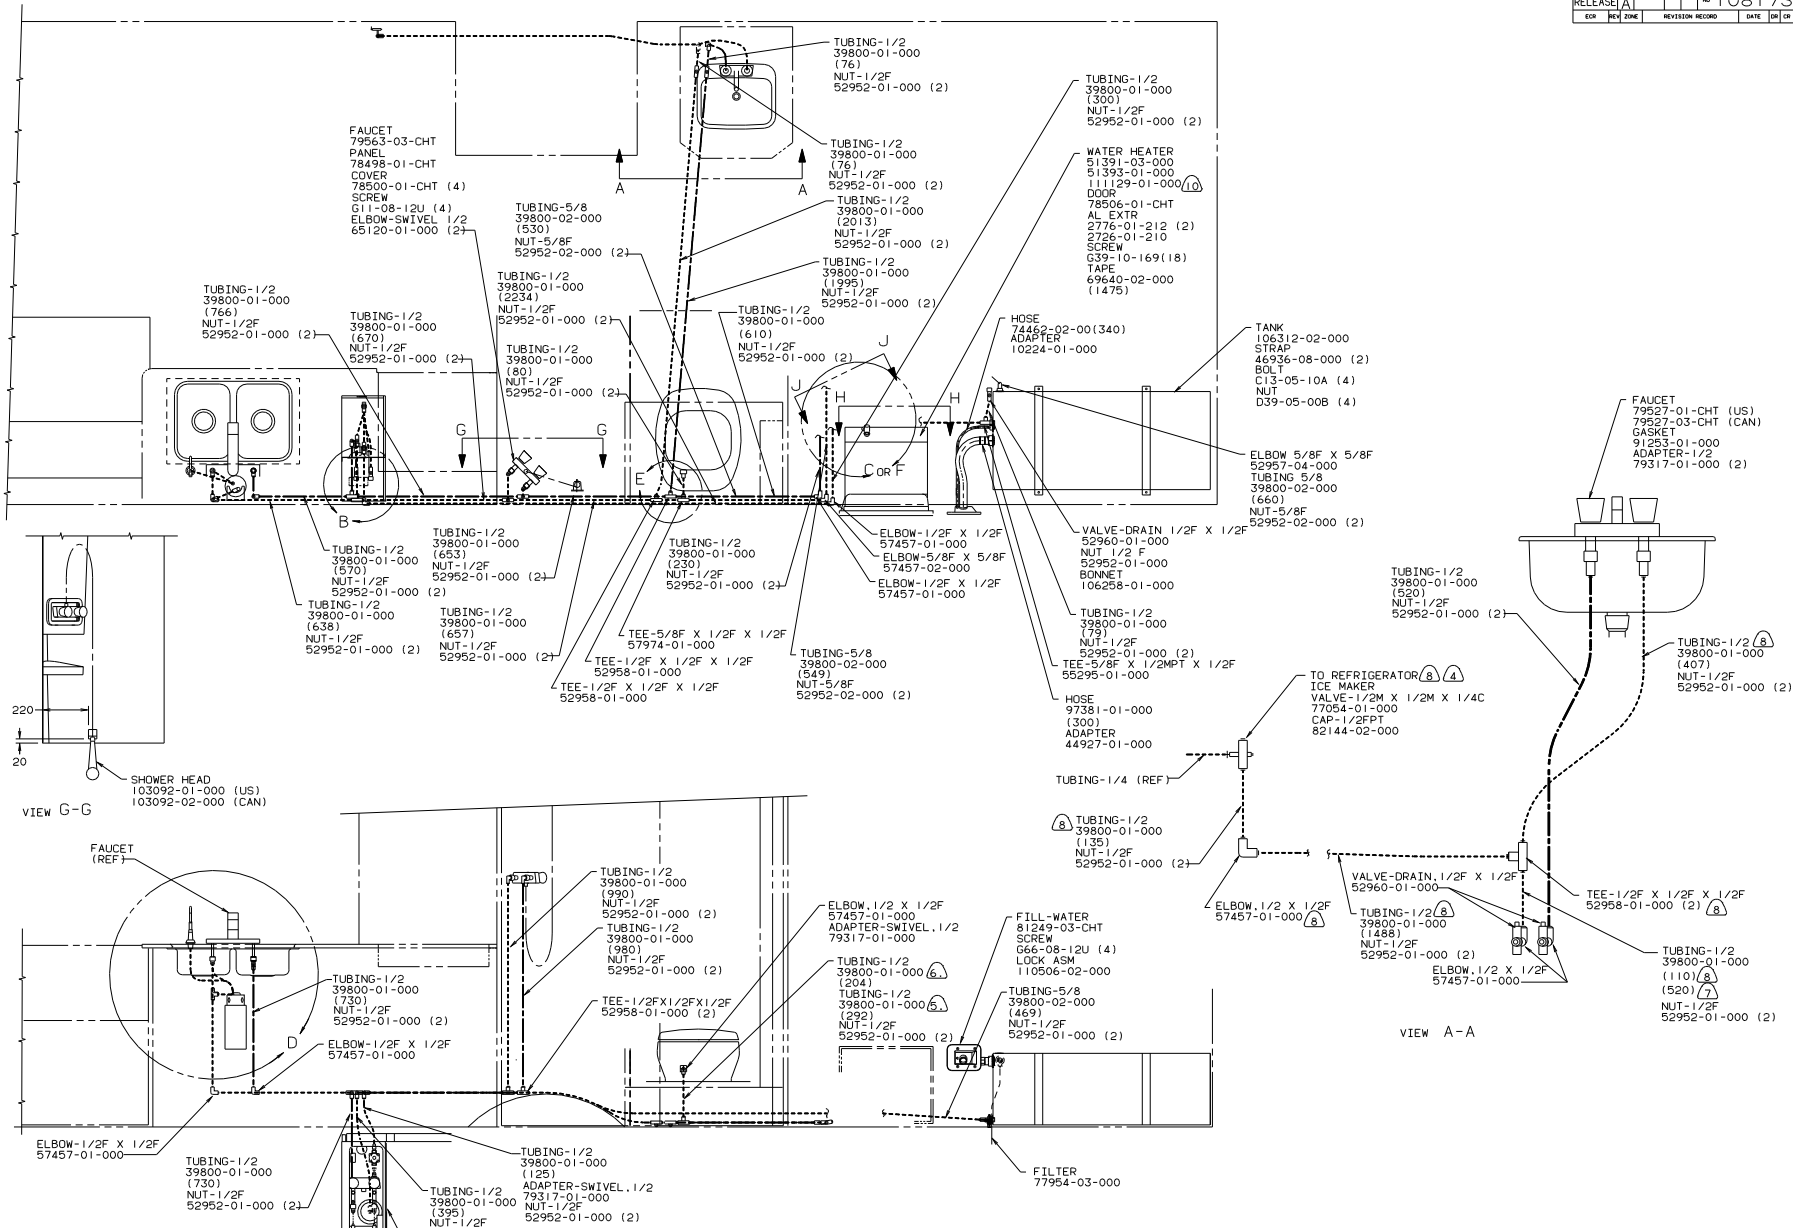 RELEASE A
ECR REV ZONE REVISION RECORD DATE DR CR
TUBING-1/2
39800-01-000
(76)
NUT-1/2F
52952-01-000 (2)
TUBING-1/2
39800-01-000
(300)
NUT-1/2F
52952-01-000 (2)
FAUCET
79563-03-CHT
PANEL
78498-01-CHT
COVER
78500-01-CHT (4)
SCREW
G11-08-12U (4)
ELBOW-SWIVEL 1/2
65120-01-000 (2)
TUBING-1/2
39800-01-000
(76)
NUT-1/2F
52952-01-000 (2)
A
A
WATER HEATER
51391-03-000
51393-01-000
111129-01-000 10
DOOR
78506-01-CHT
AL EXTR
2776-01-212 (2)
2726-01-210
SCREW
G39-10-169(18)
TAPE
69640-02-000
(1475)
TUBING-5/8
39800-02-000
(530)
NUT-5/8F
52952-02-000 (2)
TUBING-1/2
39800-01-000
(2013)
NUT-1/2F
52952-01-000 (2)
TUBING-1/2
39800-01-000
(1995)
NUT-1/2F
52952-01-000 (2)
TUBING-1/2
39800-01-000
(2234)
NUT-1/2F
52952-01-000 (2)
TUBING-1/2
39800-01-000
(766)
NUT-1/2F
52952-01-000 (2)
TUBING-1/2
39800-01-000
(670)
NUT-1/2F
52952-01-000 (2)
TUBING-1/2
39800-01-000
(80)
NUT-1/2F
52952-01-000 (2)
TUBING-1/2
39800-01-000
(610)
NUT-1/2F
52952-01-000 (2)
J
J
H
H
HOSE
74462-02-00(340)
ADAPTER
10224-01-000
TANK
106312-02-000
STRAP
46936-08-000 (2)
BOLT
C13-05-10A (4)
NUT
D39-05-00B (4)
FAUCET
79527-01-CHT (US)
79527-03-CHT (CAN)
GASKET
91253-01-000
ADAPTER-1/2
79317-01-000 (2)
G
G
E
C OR F
B
ELBOW 5/8F X 5/8F
52957-04-000
TUBING 5/8
39800-02-000
(660)
NUT-5/8F
52952-02-000 (2)
TUBING-1/2
39800-01-000
(570)
NUT-1/2F
52952-01-000 (2)
TUBING-1/2
39800-01-000
(638)
NUT-1/2F
52952-01-000 (2)
TUBING-1/2
39800-01-000
(653)
NUT-1/2F
52952-01-000 (2)
TUBING-1/2
39800-01-000
(657)
NUT-1/2F
52952-01-000 (2)
TUBING-1/2
39800-01-000
(230)
NUT-1/2F
52952-01-000 (2)
TEE-5/8F X 1/2F X 1/2F
57974-01-000
TEE-1/2F X 1/2F X 1/2F
52958-01-000
TEE-1/2F X 1/2F X 1/2F
52958-01-000
ELBOW-1/2F X 1/2F
57457-01-000
ELBOW-5/8F X 5/8F
57457-02-000
ELBOW-1/2F X 1/2F
57457-01-000
TUBING-5/8
39800-02-000
(549)
NUT-5/8F
52952-02-000 (2)
VALVE-DRAIN 1/2F X 1/2F
52960-01-000
NUT 1/2 F
52952-01-000
BONNET
106258-01-000
TUBING-1/2
39800-01-000
(79)
NUT-1/2F
52952-01-000 (2)
TEE-5/8F X 1/2MPT X 1/2F
55295-01-000
HOSE
97381-01-000
(300)
ADAPTER
44927-01-000
TUBING-1/2
39800-01-000
(520)
NUT-1/2F
52952-01-000 (2)
TUBING-1/2 8
39800-01-000
(407)
NUT-1/2F
52952-01-000 (2)
TO REFRIGERATOR 8 4
ICE MAKER
VALVE-1/2M X 1/2M X 1/4C
77054-01-000
CAP-1/2FPT
82144-02-000
TUBING-1/4 (REF)
8 TUBING-1/2
39800-01-000
(135)
NUT-1/2F
52952-01-000 (2)
ELBOW, 1/2 X 1/2F
57457-01-000 8
VALVE-DRAIN, 1/2F X 1/2F
52960-01-000
TUBING-1/2 8
39800-01-000
(1488)
NUT-1/2F
52952-01-000 (2)
ELBOW, 1/2 X 1/2F
57457-01-000
TEE-1/2F X 1/2F X 1/2F
52958-01-000 (2) 8
TUBING-1/2
39800-01-000
(110) 8
(520) 7
NUT-1/2F
52952-01-000 (2)
VIEW A-A
220
20
SHOWER HEAD
103092-01-000 (US)
103092-02-000 (CAN)
VIEW G-G
FAUCET
(REF)
D
TUBING-1/2
39800-01-000
(730)
NUT-1/2F
52952-01-000 (2)
ELBOW-1/2F X 1/2F
57457-01-000
TUBING-1/2
39800-01-000
(990)
NUT-1/2F
52952-01-000 (2)
TUBING-1/2
39800-01-000
(980)
NUT-1/2F
52952-01-000 (2)
TEE-1/2FX1/2FX1/2F
52958-01-000 (2)
ELBOW, 1/2 X 1/2F
57457-01-000
ADAPTER-SWIVEL, 1/2
79317-01-000
TUBING-1/2
39800-01-000 6.
(204)
TUBING-1/2
39800-01-000 5.
(292)
NUT-1/2F
52952-01-000 (2)
FILL-WATER
81249-03-CHT
SCREW
G66-08-12U (4)
LOCK ASM
110506-02-000
TUBING-5/8
39800-02-000
(469)
NUT-1/2F
52952-01-000 (2)
FILTER
77954-03-000
ELBOW-1/2F X 1/2F
57457-01-000
TUBING-1/2
39800-01-000
(730)
NUT-1/2F
52952-01-000 (2)
TUBING-1/2
39800-01-000
(395)
NUT-1/2F
TUBING-1/2
39800-01-000
(125)
ADAPTER-SWIVEL, 1/2
79317-01-000
NUT-1/2F
52952-01-000 (2)